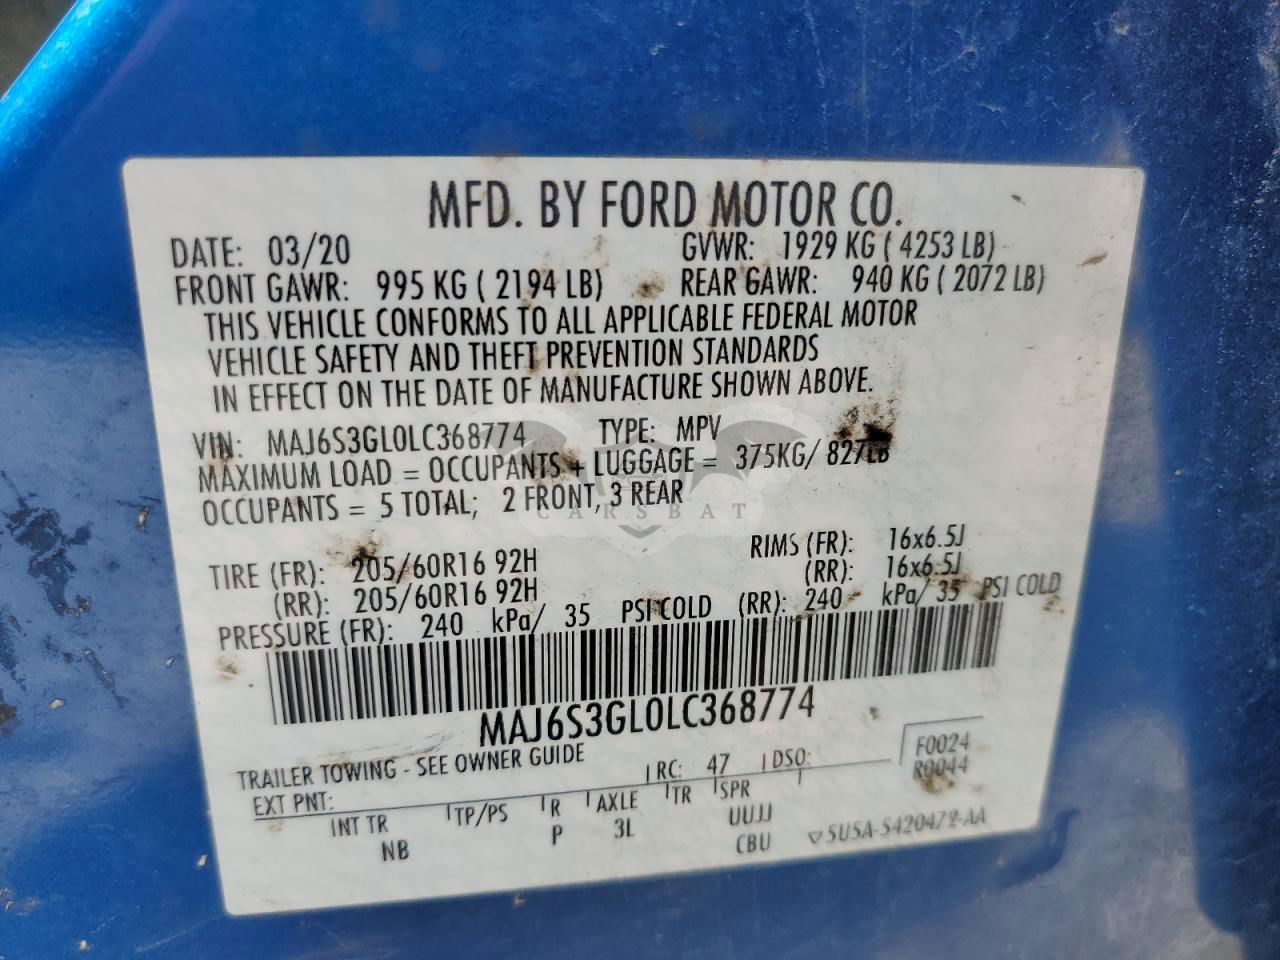 MFD. BY FORD MOTOR CO.
DATE: 03/20 GVWR: 1929 KG ( 4253 LB)
FRONT GAWR: 995 KG ( 2194 LB) REAR GAWR: 940 KG ( 2072 LB)
THIS VEHICLE CONFORMS TO ALL APPLICABLE FEDERAL MOTOR
VEHICLE SAFETY AND THEFT PREVENTION STANDARDS
IN EFFECT ON THE DATE OF MANUFACTURE SHOWN ABOVE.
VIN: MAJ6S3GL0LC368774 TYPE: MPV
MAXIMUM LOAD = OCCUPANTS + LUGGAGE = 375KG/ 827LB
OCCUPANTS = 5 TOTAL; 2 FRONT, 3 REAR
CARSBAT
TIRE (FR): 205/60R16 92H RIMS (FR): 16x6.5J
(RR): 205/60R16 92H (RR): 16x6.5J
PRESSURE (FR): 240 kPa/ 35 PSI COLD (RR): 240 kPa/ 35 PSI COLD
MAJ6S3GL0LC368774
TRAILER TOWING - SEE OWNER GUIDE
EXT PNT: RC: 47 DSO: F0024
R0044
INT TR TP/PS R AXLE TR SPR
NB P 3L UUJJ
CBU 5U5A-5420472-AA